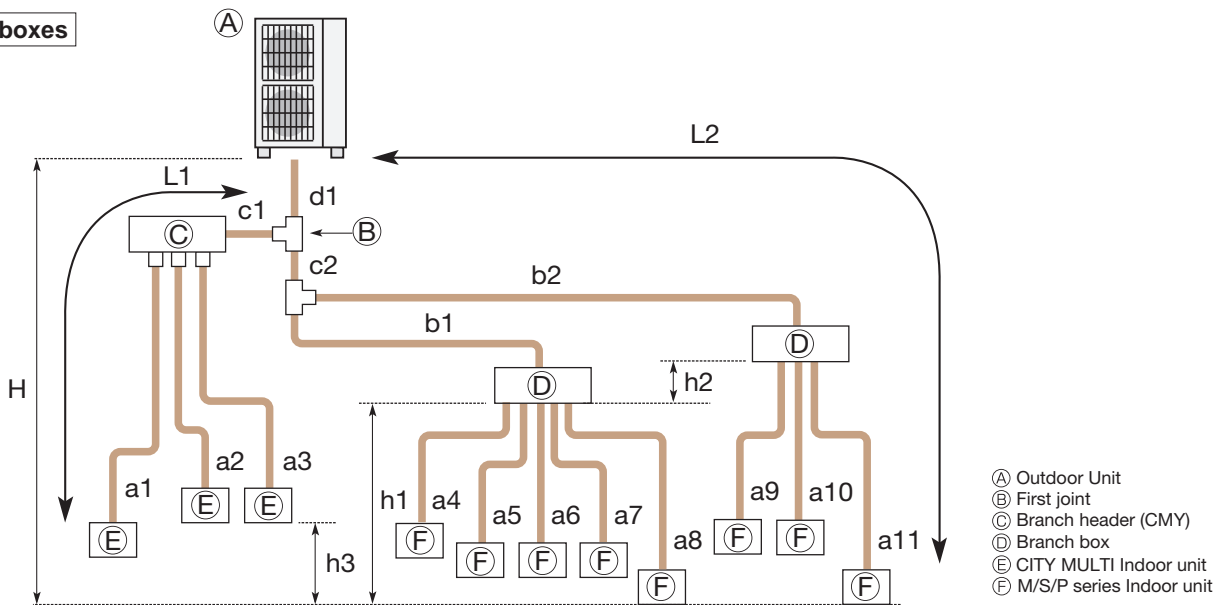 boxes
Ⓐ
L2
L1
d1
c1
Ⓒ
Ⓑ
c2
b2
b1
Ⓓ
Ⓓ
h2
H
a1
a2
a3
h1
a4
a5
a6
a7
a8
a9
a10
a11
h3
Ⓔ
Ⓔ
Ⓔ
Ⓕ
Ⓕ
Ⓕ
Ⓕ
Ⓕ
Ⓕ
Ⓕ
Ⓕ
Ⓐ Outdoor Unit
Ⓑ First joint
Ⓒ Branch header (CMY)
Ⓓ Branch box
Ⓔ CITY MULTI Indoor unit
Ⓕ M/S/P series Indoor unit